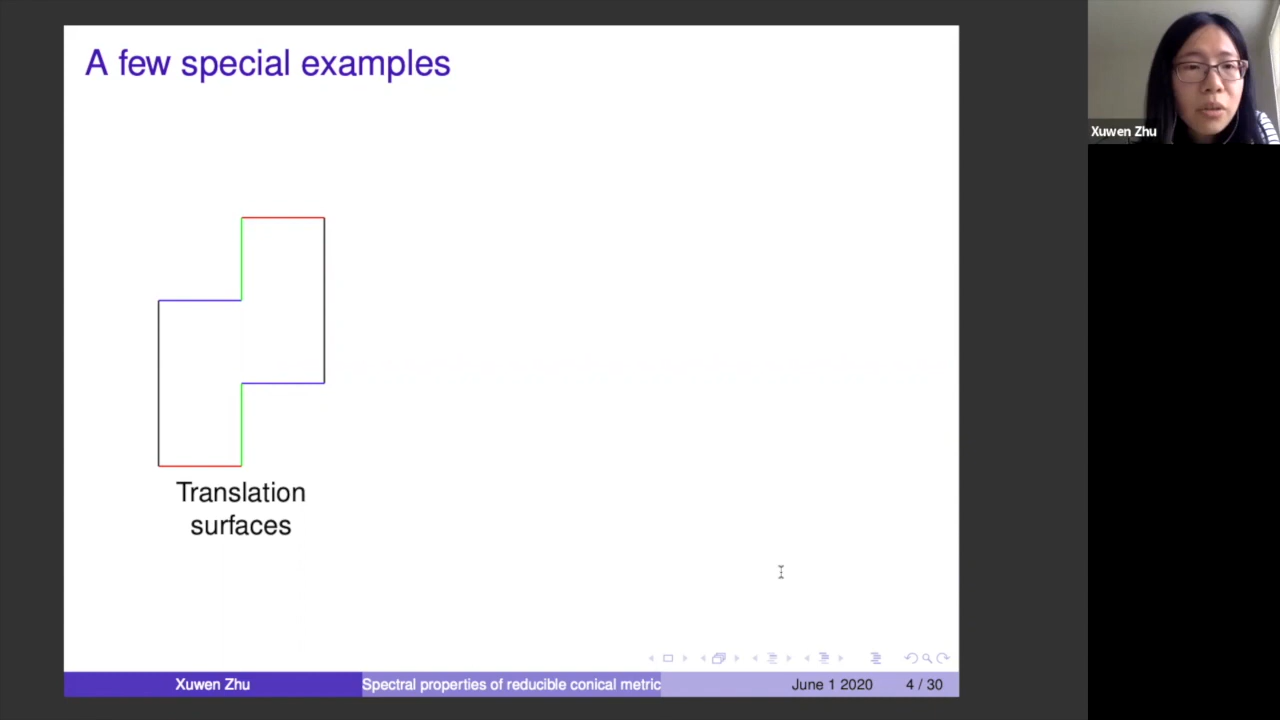 A few special examples
Xuwen Zhu
Translation
surfaces
Xuwen Zhu
Spectral properties of reducible conical metric
June 1 2020
4 / 30